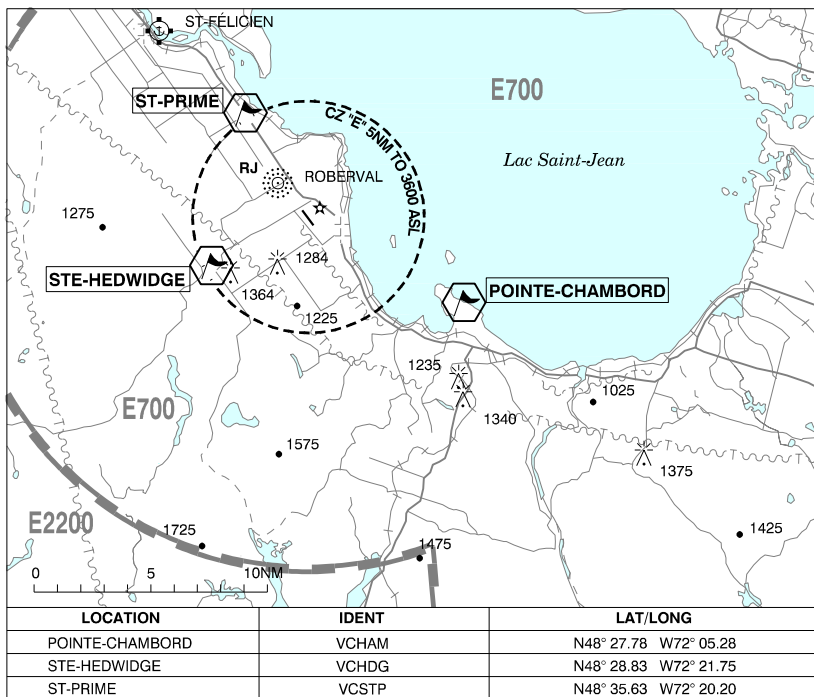 ST-FÉLICIEN
E700
ST-PRIME
CZ "E" 5NM TO 3600 ASL
Lac Saint-Jean
RJ
ROBERVAL
1275
1284
STE-HEDWIDGE
1364
POINTE-CHAMBORD
1225
1235
E700
1025
1340
1575
1375
E2200
1725
1475
1425
0 5 10NM
LOCATION IDENT LAT/LONG
POINTE-CHAMBORD VCHAM N48° 27.78 W72° 05.28
STE-HEDWIDGE VCHDG N48° 28.83 W72° 21.75
ST-PRIME VCSTP N48° 35.63 W72° 20.20